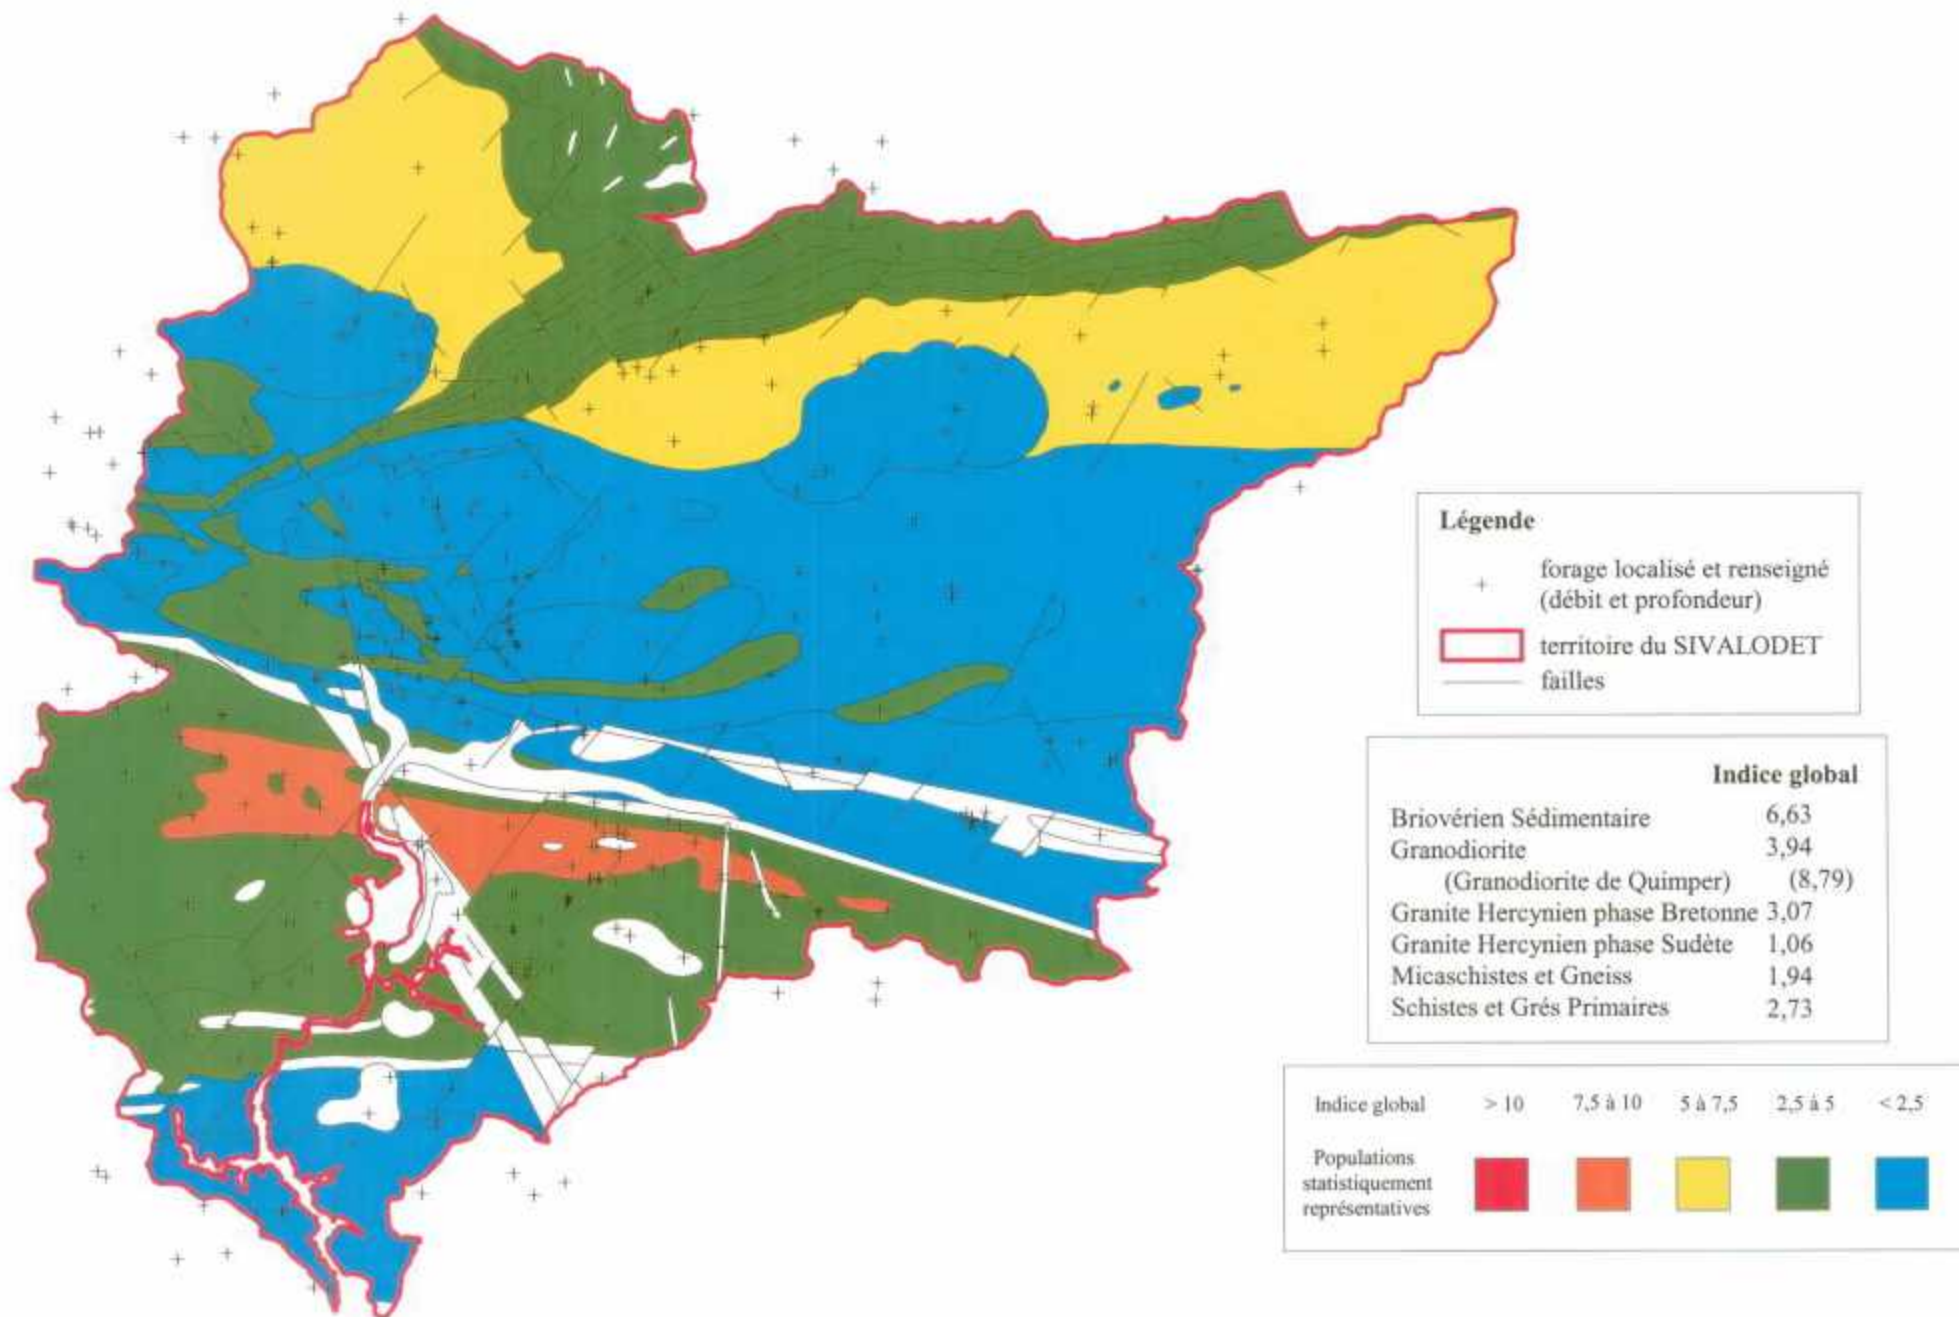 Légende
forage localisé et renseigné
(débit et profondeur)
territoire du SIVALODET
failles
Indice global
Briovérien Sédimentaire 6,63
Granodiorite 3,94
(Granodiorite de Quimper) (8,79)
Granite Hercynien phase Bretonne 3,07
Granite Hercynien phase Sudète 1,06
Micaschistes et Gneiss 1,94
Schistes et Grés Primaires 2,73
Indice global > 10 7,5 à 10 5 à 7,5 2,5 à 5 < 2,5
Populations
statistiquement
représentatives